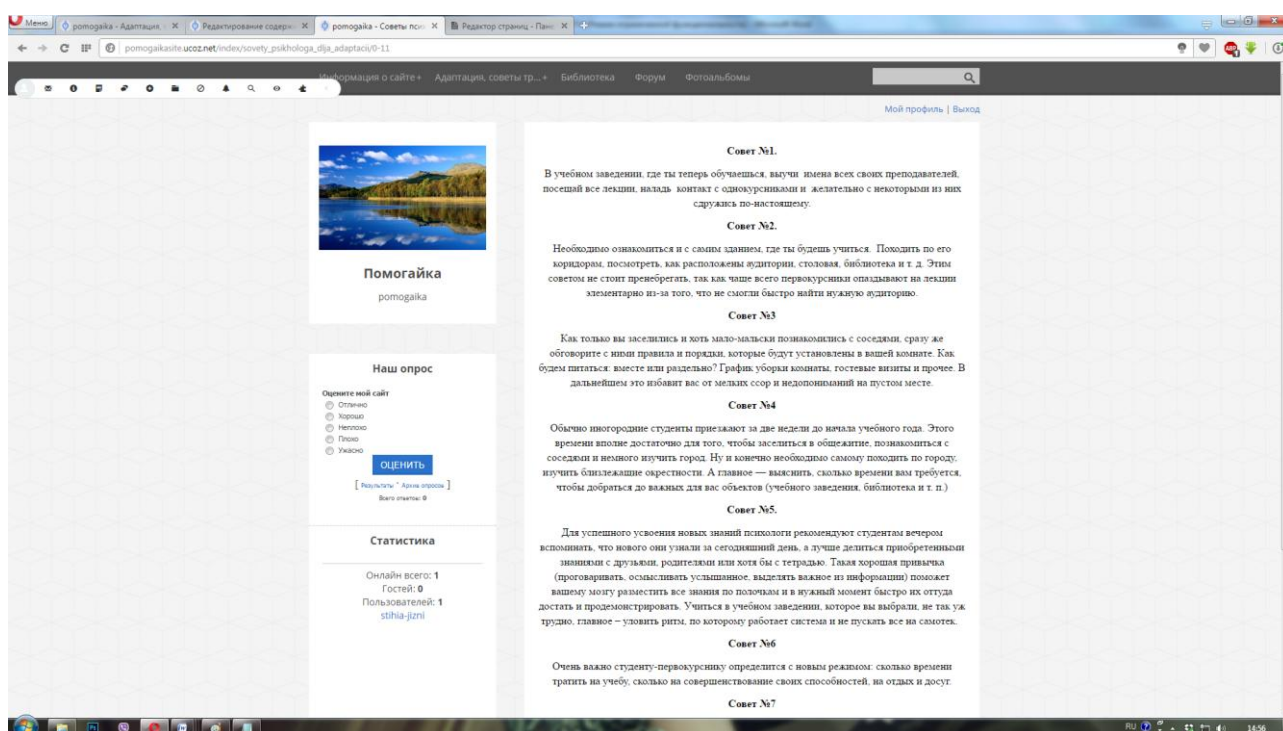 Меню
pomogaika - Адаптация,
Редактирование содерж
pomogaika - Советы псих
Редактор страниц - Пане
pomogaikasite.ucoz.net/index/sovety_psikhologa_dlja_adaptacii/0-11
Информация о сайте+ Адаптация, советы тр...+ Библиотека Форум Фотоальбомы
Мой профиль | Выход
Помогайка
pomogaika
Наш опрос
Оцените мой сайт
Отлично
Хорошо
Неплохо
Плохо
Ужасно
ОЦЕНИТЬ
[ Результаты · Архив опросов ]
Всего ответов: 0
Статистика
Онлайн всего: 1
Гостей: 0
Пользователей: 1
stihia-jizni
Совет №1.
В учебном заведении, где ты теперь обучаешься, выучи имена всех своих преподавателей,
посещай все лекции, наладь контакт с однокурсниками и желательно с некоторыми из них
сдружись по-настоящему.
Совет №2.
Необходимо ознакомиться и с самим зданием, где ты будешь учиться. Походить по его
коридорам, посмотреть, как расположены аудитории, столовая, библиотека и т. д. Этим
советом не стоит пренебрегать, так как чаще всего первокурсники опаздывают на лекции
элементарно из-за того, что не смогли быстро найти нужную аудиторию.
Совет №3
Как только вы заселились и хоть мало-мальски познакомились с соседями, сразу же
обговорите с ними правила и порядки, которые будут установлены в вашей комнате. Как
будем питаться: вместе или раздельно? График уборки комнаты, гостевые визиты и прочее. В
дальнейшем это избавит вас от мелких ссор и недопониманий на пустом месте.
Совет №4
Обычно иногородние студенты приезжают за две недели до начала учебного года. Этого
времени вполне достаточно для того, чтобы заселиться в общежитие, познакомиться с
соседями и немного изучить город. Ну и конечно необходимо самому походить по городу,
изучить близлежащие окрестности. А главное — выяснить, сколько времени вам требуется,
чтобы добраться до важных для вас объектов (учебного заведения, библиотека и т. п.)
Совет №5.
Для успешного усвоения новых знаний психологи рекомендуют студентам вечером
вспоминать, что нового они узнали за сегодняшний день, а лучше делиться приобретенными
знаниями с друзьями, родителями или хотя бы с тетрадью. Такая хорошая привычка
(проговаривать, осмысливать услышанное, выделять важное из информации) поможет
вашему мозгу разместить все знания по полочкам и в нужный момент быстро их оттуда
достать и продемонстрировать. Учиться в учебном заведении, которое вы выбрали, не так уж
трудно, главное – уловить ритм, по которому работает система и не пускать все на самотек.
Совет №6
Очень важно студенту-первокурснику определится с новым режимом: сколько времени
тратить на учебу, сколько на совершенствование своих способностей, на отдых и досуг.
Совет №7
RU
14:56